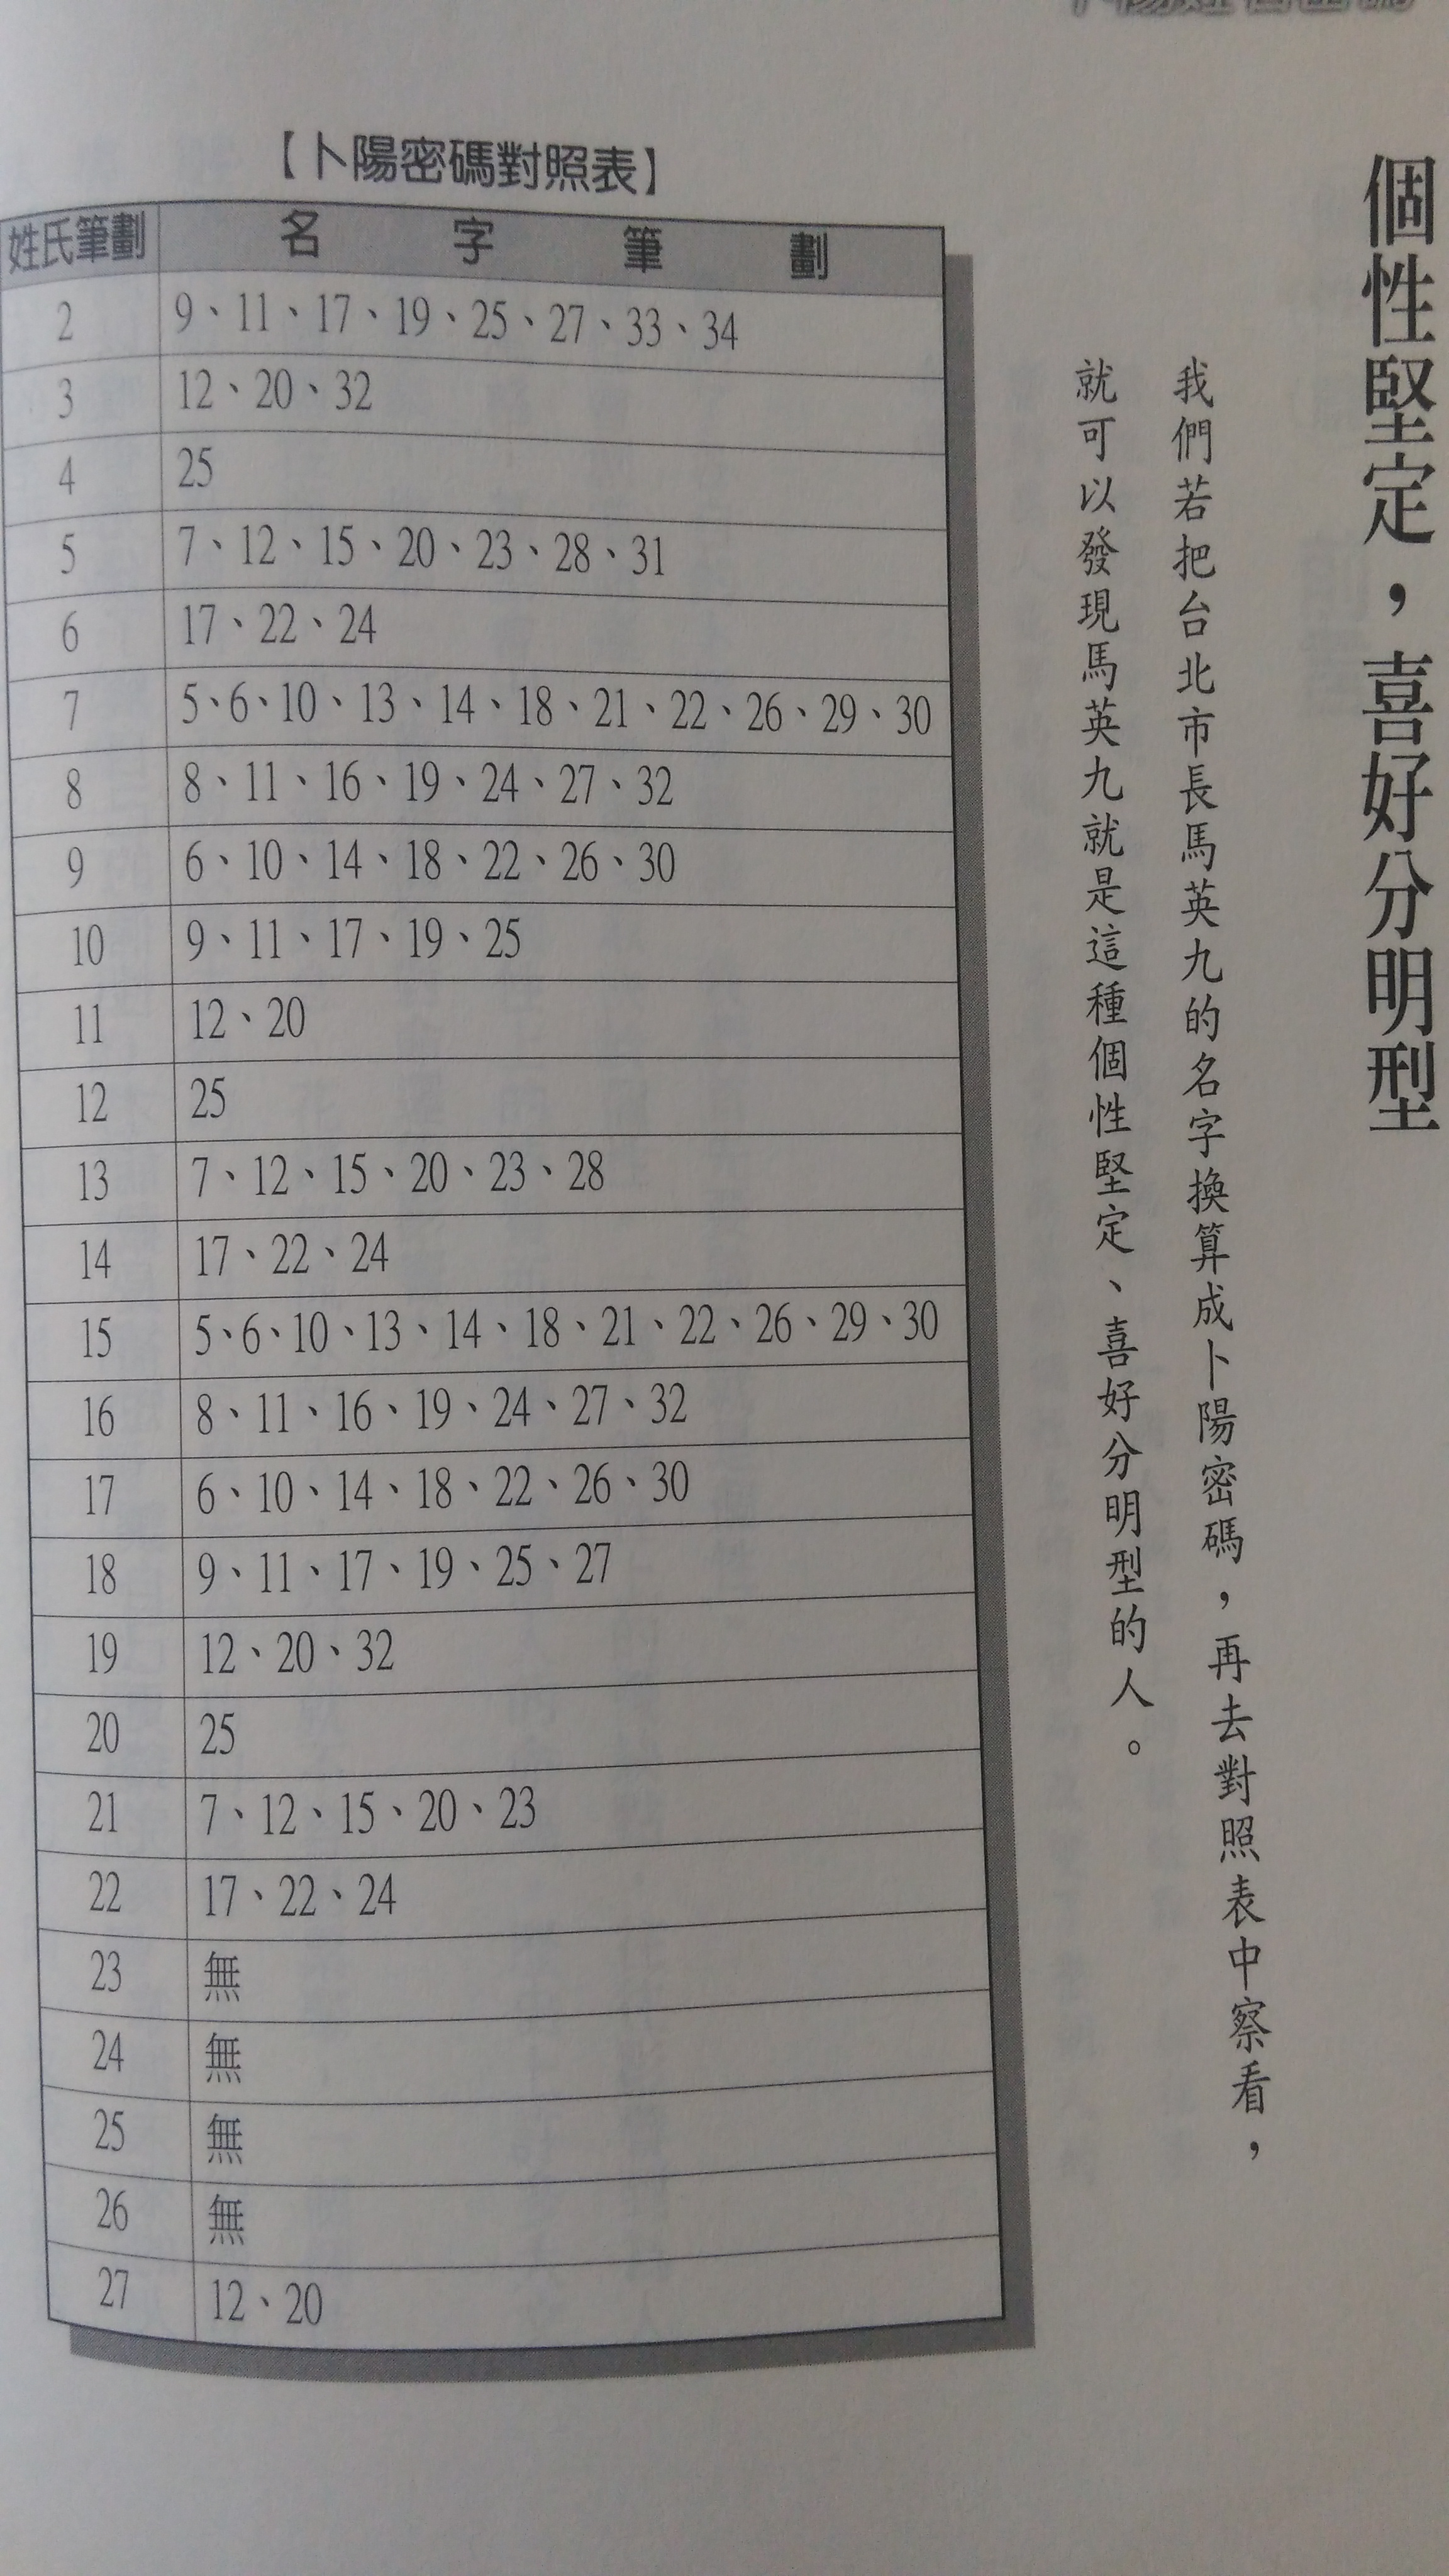 個性堅定，喜好分明型
我們若把台北市長馬英九的名字換算成卜陽密碼，再去對照表中察看，
就可以發現馬英九就是這種個性堅定、喜好分明型的人。
【卜陽密碼對照表】
姓氏筆劃 名字筆劃
2 9、11、17、19、25、27、33、34
3 12、20、32
4 25
5 7、12、15、20、23、28、31
6 17、22、24
7 5、6、10、13、14、18、21、22、26、29、30
8 8、11、16、19、24、27、32
9 6、10、14、18、22、26、30
10 9、11、17、19、25
11 12、20
12 25
13 7、12、15、20、23、28
14 17、22、24
15 5、6、10、13、14、18、21、22、26、29、30
16 8、11、16、19、24、27、32
17 6、10、14、18、22、26、30
18 9、11、17、19、25、27
19 12、20、32
20 25
21 7、12、15、20、23
22 17、22、24
23 無
24 無
25 無
26 無
27 12、20